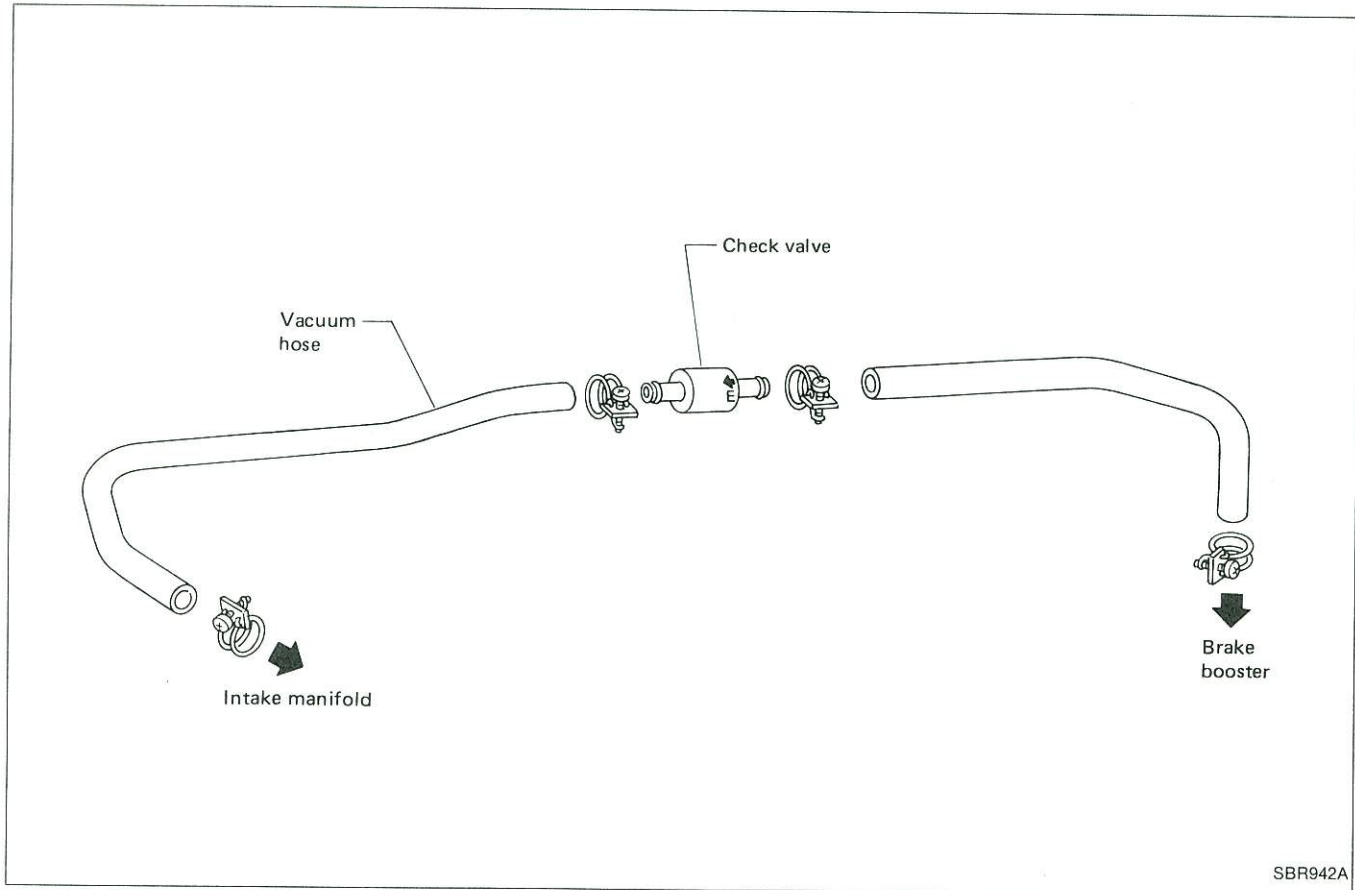 Check valve
Vacuum
hose
E
Intake manifold
Brake
booster
SBR942A